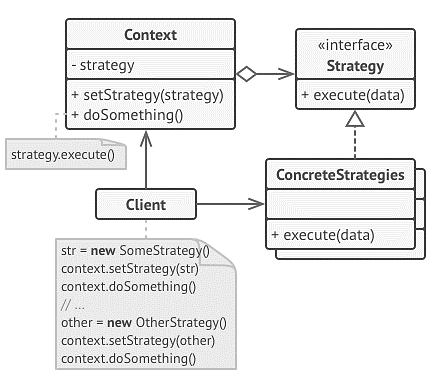 Context
- strategy
+ setStrategy(strategy)
+ doSomething()
«interface»
Strategy
+ execute(data)
strategy.execute()
Client
ConcreteStrategies
+ execute(data)
str = new SomeStrategy()
context.setStrategy(str)
context.doSomething()
// ...
other = new OtherStrategy()
context.setStrategy(other)
context.doSomething()